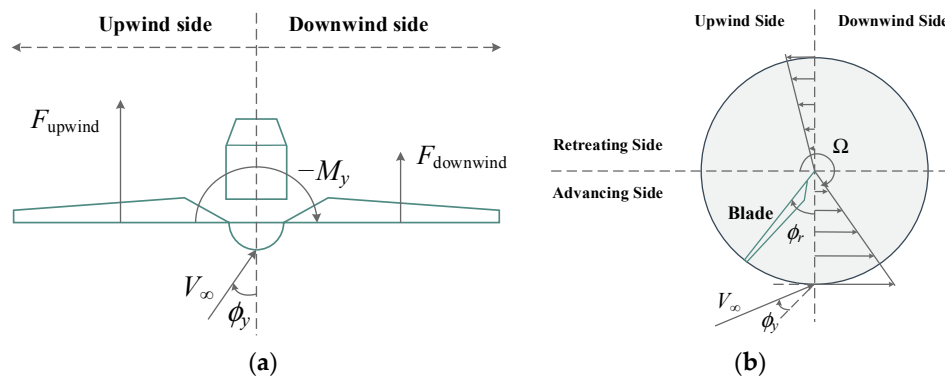 Upwind side Downwind side
F_upwind
F_downwind
−M_y
V_∞
ϕ_y
(a)
Upwind Side Downwind Side
Retreating Side
Ω
Advancing Side
Blade
ϕ_r
V_∞
ϕ_y
(b)